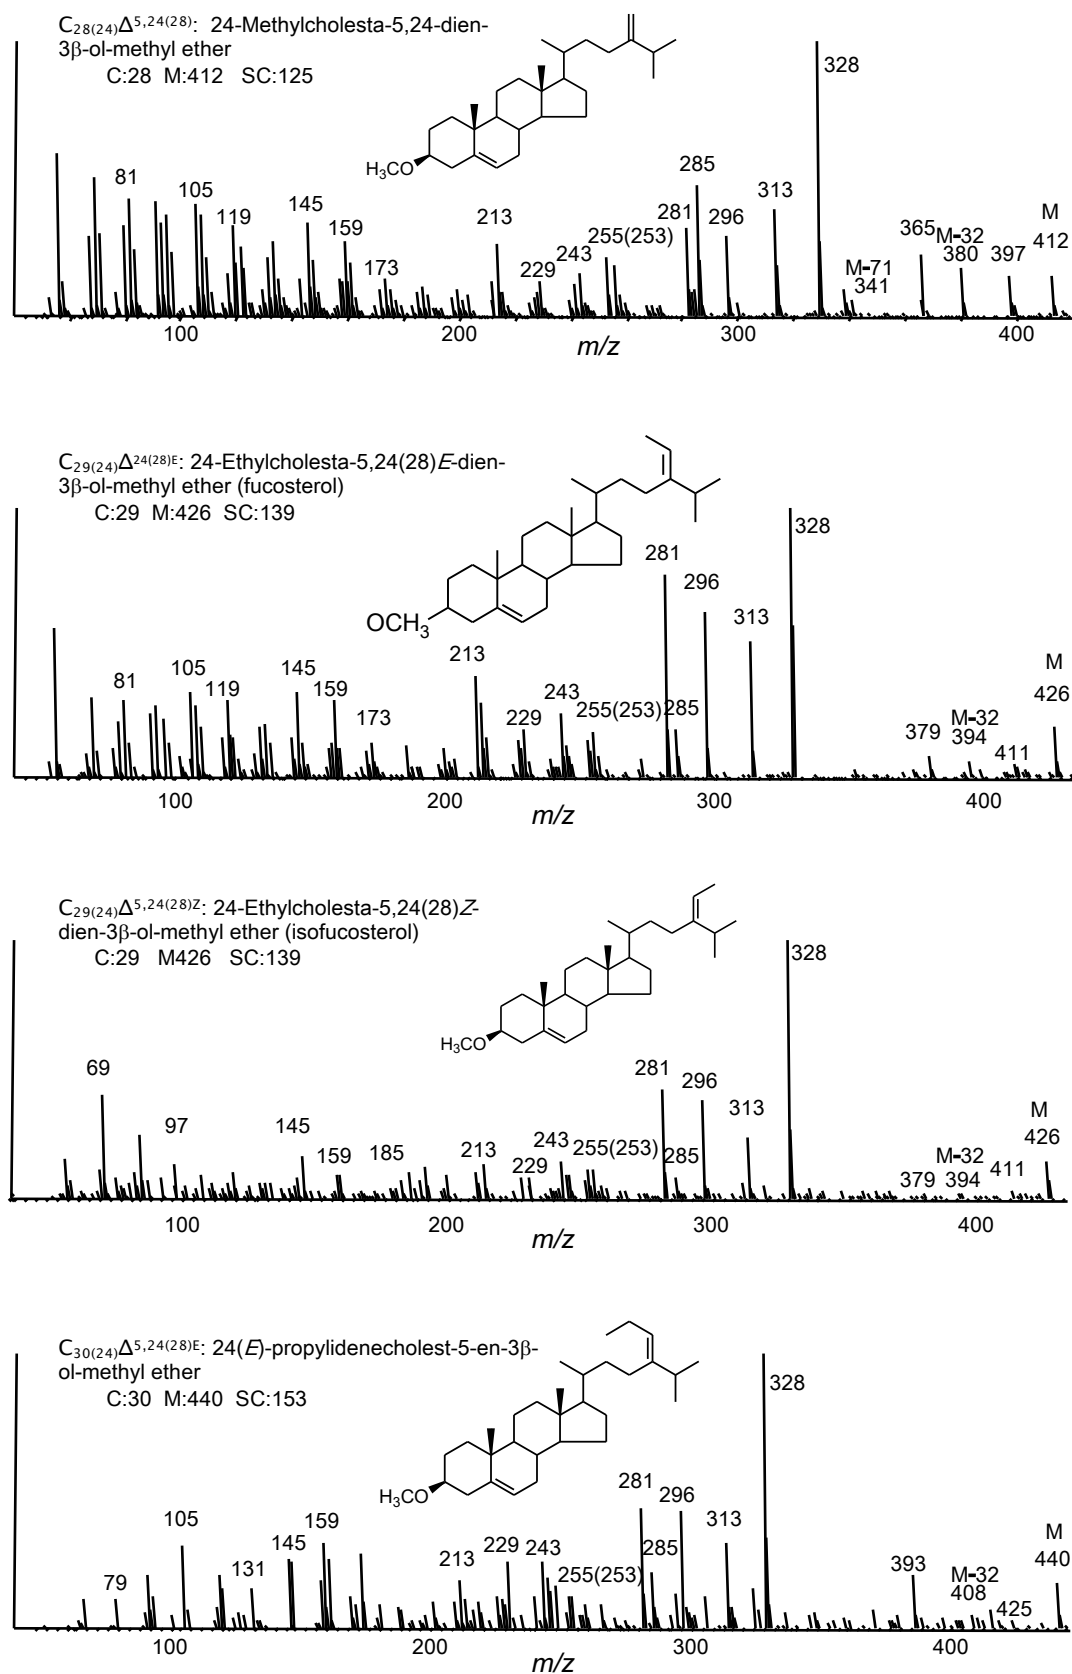 C28(24)Δ5,24(28): 24-Methylcholesta-5,24-dien-
3β-ol-methyl ether
C:28 M:412 SC:125
H3CO
328
285
313
81
105
119
145
159
173
213
229
243
255(253)
281
296
M-71
341
365
M-32
380
397
M
412
100 200 300 400
m/z
C29(24)Δ24(28)E: 24-Ethylcholesta-5,24(28)E-dien-
3β-ol-methyl ether (fucosterol)
C:29 M:426 SC:139
OCH3
328
281
296
313
81
105
119
145
159
173
213
229
243
255(253)
285
379
M-32
394
411
M
426
100 200 300 400
m/z
C29(24)Δ5,24(28)Z: 24-Ethylcholesta-5,24(28)Z-
dien-3β-ol-methyl ether (isofucosterol)
C:29 M426 SC:139
H3CO
328
69
97
145
159
185
213
229
243
255(253)
281
285
296
313
379
M-32
394
411
M
426
100 200 300 400
m/z
C30(24)Δ5,24(28)E: 24(E)-propylidenecholest-5-en-3β-
ol-methyl ether
C:30 M:440 SC:153
H3CO
328
79
105
131
145
159
213
229
243
255(253)
281
285
296
313
393
M-32
408
425
M
440
100 200 300 400
m/z